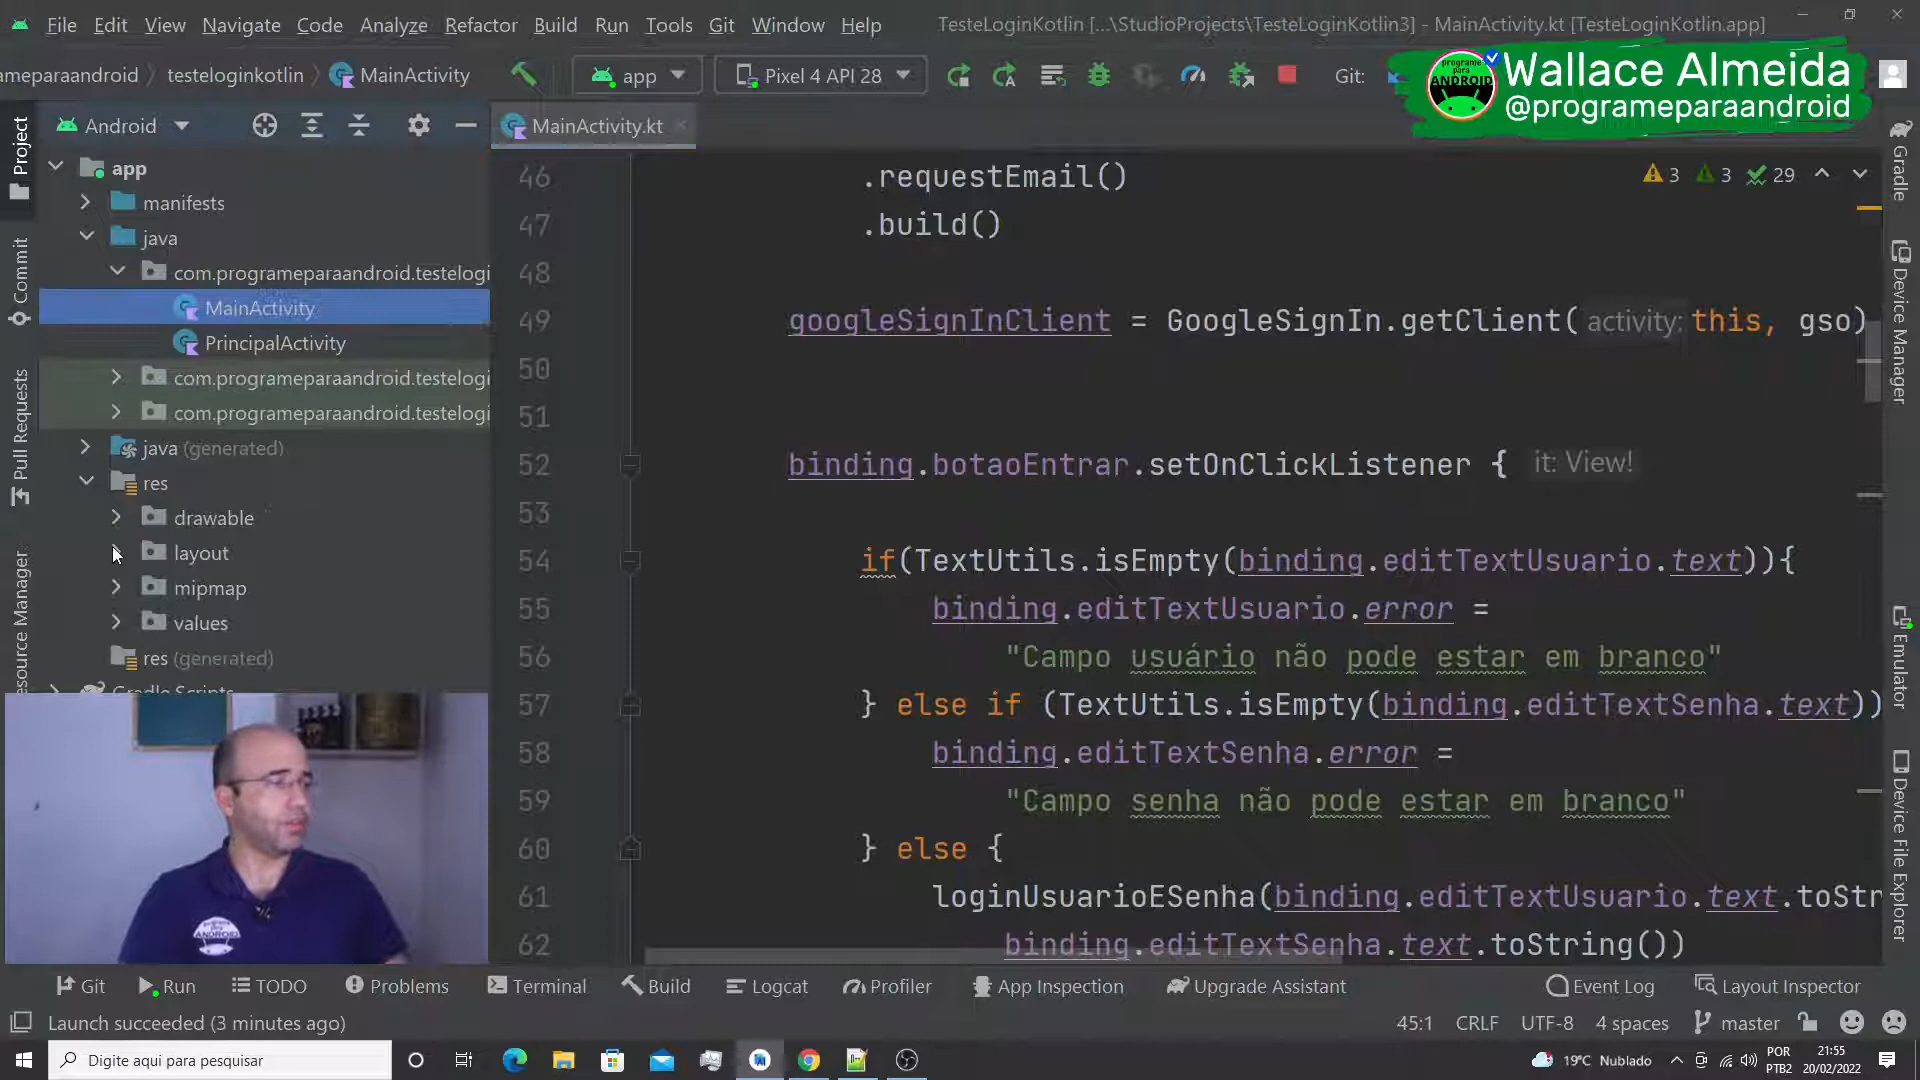 File Edit View Navigate Code Analyze Refactor Build Run Tools Git Window Help TesteLoginKotlin [...\StudioProjects\TesteLoginKotlin3] - MainActivity.kt [TesteLoginKotlin.app]
ameparaandroid testeloginkotlin MainActivity app Pixel 4 API 28 Git:
Wallace Almeida
@programeparaandroid
programe para ANDROID
Android MainActivity.kt
Project
Commit
Pull Requests
Resource Manager
app
manifests
java
com.programeparaandroid.testelogi
MainActivity
PrincipalActivity
com.programeparaandroid.testelogi
com.programeparaandroid.testelogi
java (generated)
res
drawable
layout
mipmap
values
res (generated)
Gradle Scripts
3 3 29
46 .requestEmail()
47 .build()
48
49 googleSignInClient = GoogleSignIn.getClient( activity: this, gso)
50
51
52 binding.botaoEntrar.setOnClickListener { it: View!
53
54 if(TextUtils.isEmpty(binding.editTextUsuario.text)){
55 binding.editTextUsuario.error =
56 "Campo usuário não pode estar em branco"
57 } else if (TextUtils.isEmpty(binding.editTextSenha.text))
58 binding.editTextSenha.error =
59 "Campo senha não pode estar em branco"
60 } else {
61 loginUsuarioESenha(binding.editTextUsuario.text.toStr
62 binding.editTextSenha.text.toString())
Gradle
Device Manager
Emulator
Device File Explorer
Git Run TODO Problems Terminal Build Logcat Profiler App Inspection Upgrade Assistant Event Log Layout Inspector
Launch succeeded (3 minutes ago) 45:1 CRLF UTF-8 4 spaces master
Digite aqui para pesquisar 19°C Nublado POR PTB2 21:55 20/02/2022